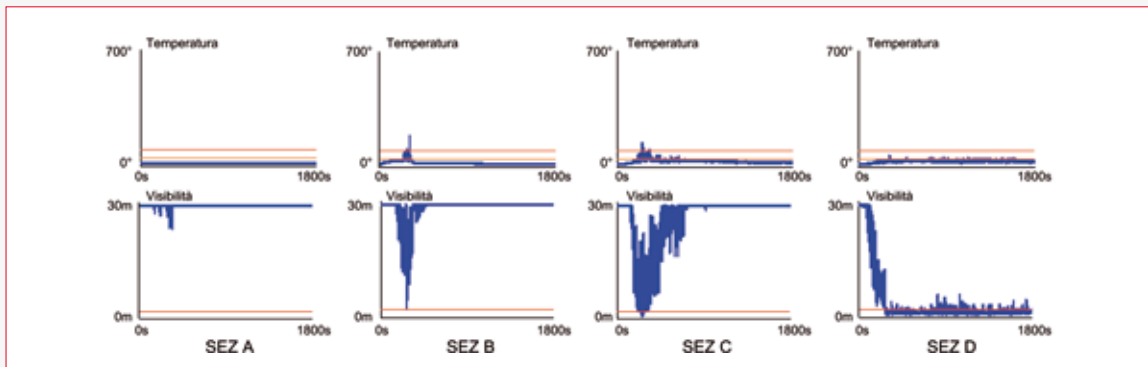 Temperatura Temperatura Temperatura Temperatura
700° 700° 700° 700°
0° 0° 0° 0°
0s 1800s 0s 1800s 0s 1800s 0s 1800s
Visibilità Visibilità Visibilità Visibilità
30m 30m 30m 30m
0m 0m 0m 0m
0s 1800s 0s 1800s 0s 1800s 0s 1800s
SEZ A SEZ B SEZ C SEZ D